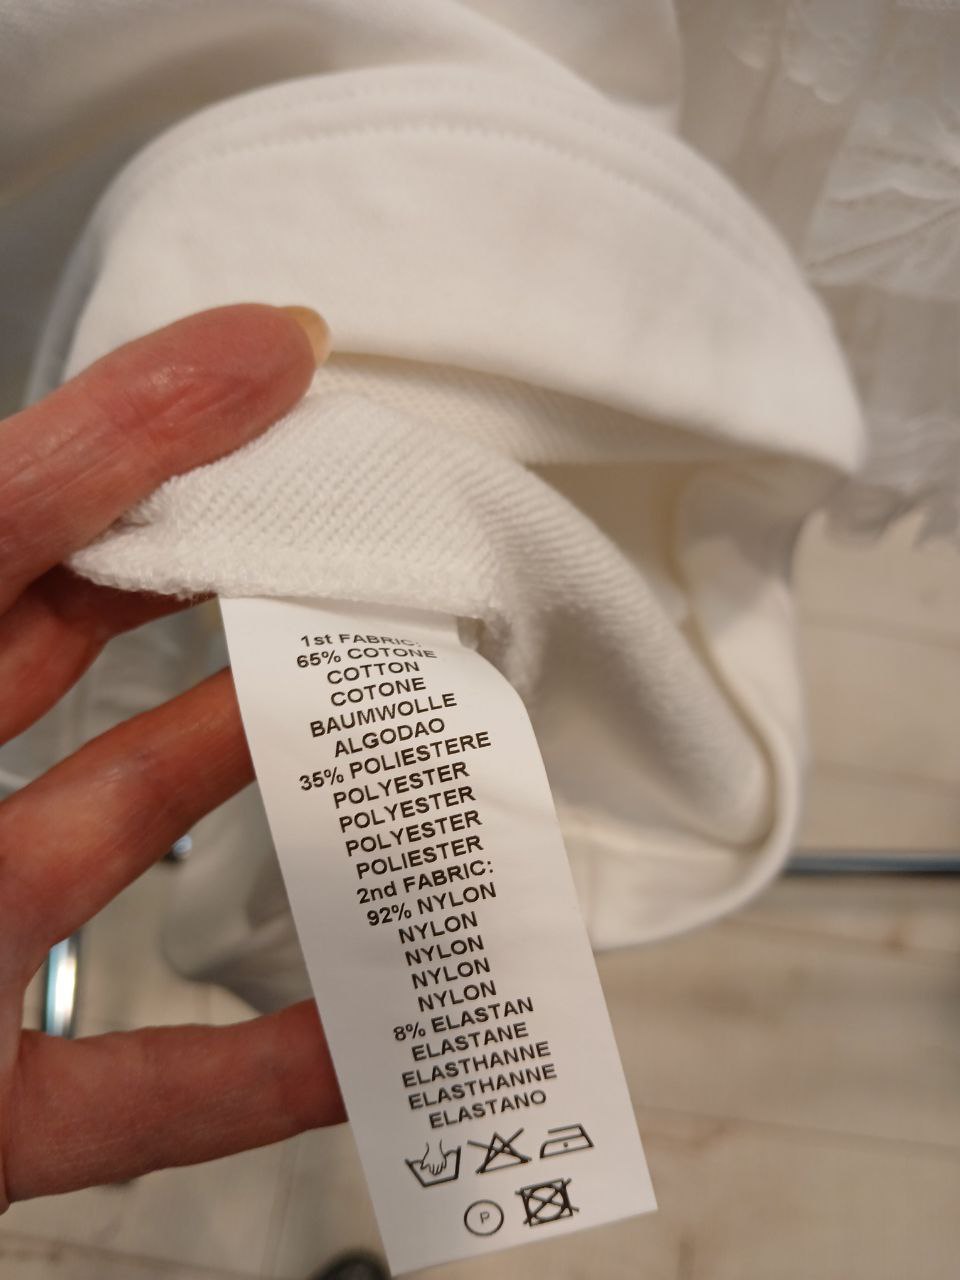 1st FABRIC:
65% COTONE
COTTON
COTONE
BAUMWOLLE
ALGODAO
35% POLIESTERE
POLYESTER
POLYESTER
POLYESTER
POLIESTER
2nd FABRIC:
92% NYLON
NYLON
NYLON
NYLON
NYLON
8% ELASTAN
ELASTANE
ELASTHANNE
ELASTHANNE
ELASTANO
P